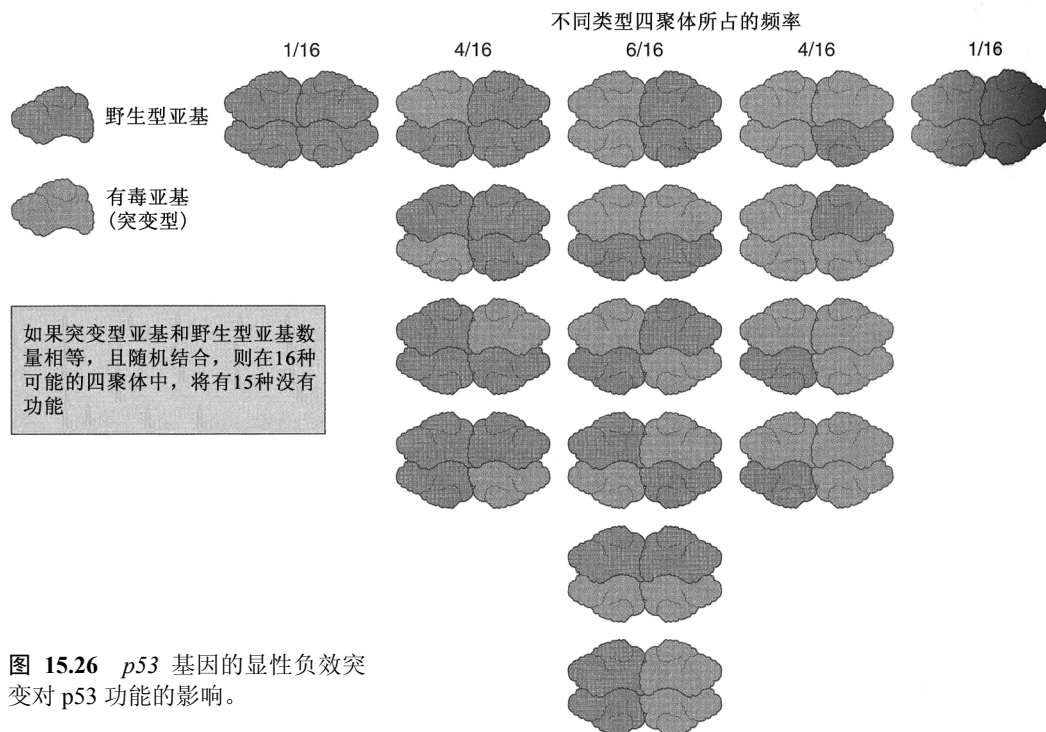 不同类型四聚体所占的频率
1/16 4/16 6/16 4/16 1/16
野生型亚基
有毒亚基
(突变型)
如果突变型亚基和野生型亚基数
量相等，且随机结合，则在16种
可能的四聚体中，将有15种没有
功能
图 15.26 p53 基因的显性负效突
变对 p53 功能的影响。